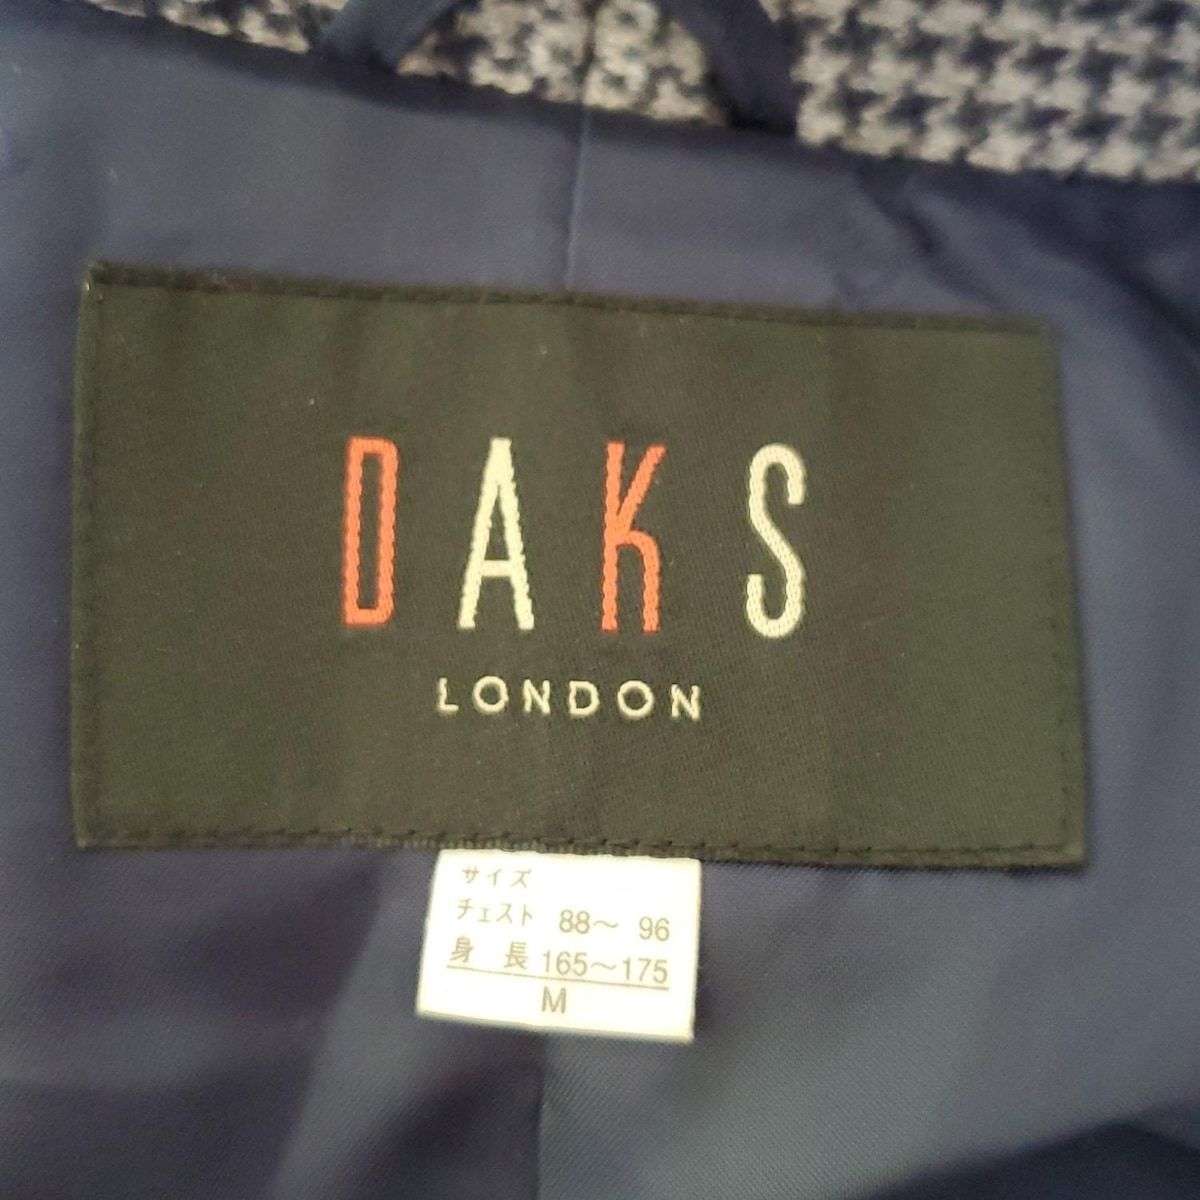 DAKS
LONDON
サイズ
チェスト 88～ 96
身 長 165～175
M